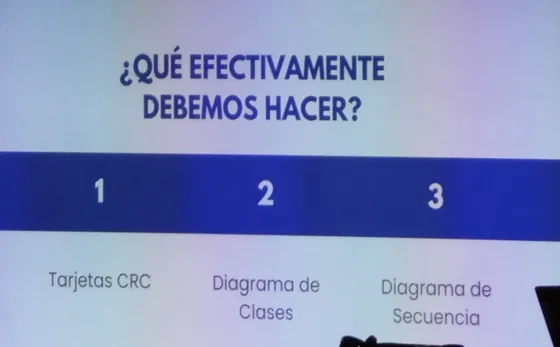 ¿QUÉ EFECTIVAMENTE
DEBEMOS HACER?
1
2
3
Tarjetas CRC
Diagrama de
Clases
Diagrama de
Secuencia